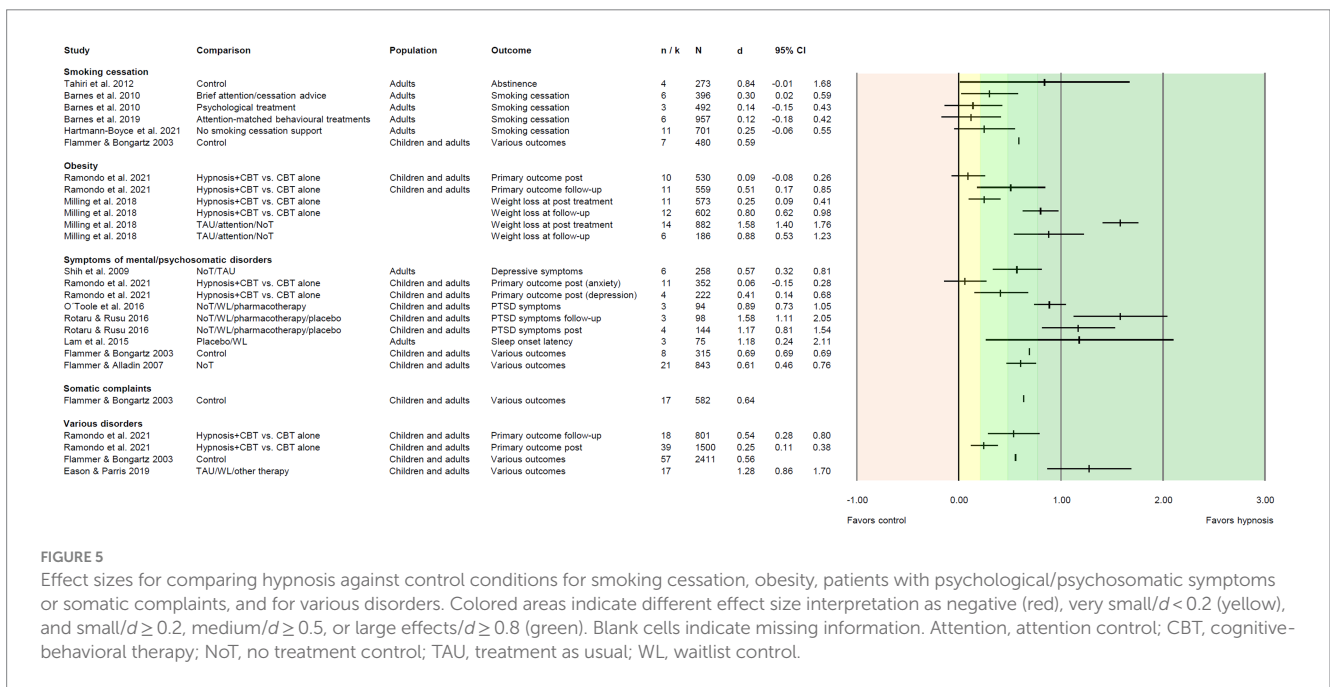 Study Comparison Population Outcome n / k N d 95% CI
Smoking cessation
Tahiri et al. 2012 Control Adults Abstinence 4 273 0.84 -0.01 1.68
Barnes et al. 2010 Brief attention/cessation advice Adults Smoking cessation 6 396 0.30 0.02 0.59
Barnes et al. 2010 Psychological treatment Adults Smoking cessation 3 492 0.14 -0.15 0.43
Barnes et al. 2019 Attention-matched behavioural treatments Adults Smoking cessation 6 957 0.12 -0.18 0.42
Hartmann-Boyce et al. 2021 No smoking cessation support Adults Smoking cessation 11 701 0.25 -0.06 0.55
Flammer & Bongartz 2003 Control Children and adults Various outcomes 7 480 0.59
Obesity
Ramondo et al. 2021 Hypnosis+CBT vs. CBT alone Children and adults Primary outcome post 10 530 0.09 -0.08 0.26
Ramondo et al. 2021 Hypnosis+CBT vs. CBT alone Children and adults Primary outcome follow-up 11 559 0.51 0.17 0.85
Milling et al. 2018 Hypnosis+CBT vs. CBT alone Weight loss at post treatment 11 573 0.25 0.09 0.41
Milling et al. 2018 Hypnosis+CBT vs. CBT alone Weight loss at follow-up 12 602 0.80 0.62 0.98
Milling et al. 2018 TAU/attention/NoT Weight loss at post treatment 14 882 1.58 1.40 1.76
Milling et al. 2018 TAU/attention/NoT Weight loss at follow-up 6 186 0.88 0.53 1.23
Symptoms of mental/psychosomatic disorders
Shih et al. 2009 NoT/TAU Adults Depressive symptoms 6 258 0.57 0.32 0.81
Ramondo et al. 2021 Hypnosis+CBT vs. CBT alone Children and adults Primary outcome post (anxiety) 11 352 0.06 -0.15 0.28
Ramondo et al. 2021 Hypnosis+CBT vs. CBT alone Children and adults Primary outcome post (depression) 4 222 0.41 0.14 0.68
O´Toole et al. 2016 NoT/WL/pharmacotherapy Children and adults PTSD symptoms 3 94 0.89 0.73 1.05
Rotaru & Rusu 2016 NoT/WL/pharmacotherapy/placebo Children and adults PTSD symptoms follow-up 3 98 1.58 1.11 2.05
Rotaru & Rusu 2016 NoT/WL/pharmacotherapy/placebo Children and adults PTSD symptoms post 4 144 1.17 0.81 1.54
Lam et al. 2015 Placebo/WL Adults Sleep onset latency 3 75 1.18 0.24 2.11
Flammer & Bongartz 2003 Control Children and adults Various outcomes 8 315 0.69 0.69 0.69
Flammer & Alladin 2007 NoT Children and adults Various outcomes 21 843 0.61 0.46 0.76
Somatic complaints
Flammer & Bongartz 2003 Control Children and adults Various outcomes 17 582 0.64
Various disorders
Ramondo et al. 2021 Hypnosis+CBT vs. CBT alone Children and adults Primary outcome follow-up 18 801 0.54 0.28 0.80
Ramondo et al. 2021 Hypnosis+CBT vs. CBT alone Children and adults Primary outcome post 39 1500 0.25 0.11 0.38
Flammer & Bongartz 2003 Control Children and adults Various outcomes 57 2411 0.56
Eason & Parris 2019 TAU/WL/other therapy Children and adults Various outcomes 17 1.28 0.86 1.70
-1.00 0.00 1.00 2.00 3.00
Favors control Favors hypnosis
FIGURE 5
Effect sizes for comparing hypnosis against control conditions for smoking cessation, obesity, patients with psychological/psychosomatic symptoms
or somatic complaints, and for various disorders. Colored areas indicate different effect size interpretation as negative (red), very small/d < 0.2 (yellow),
and small/d ≥ 0.2, medium/d ≥ 0.5, or large effects/d ≥ 0.8 (green). Blank cells indicate missing information. Attention, attention control; CBT, cognitive-
behavioral therapy; NoT, no treatment control; TAU, treatment as usual; WL, waitlist control.